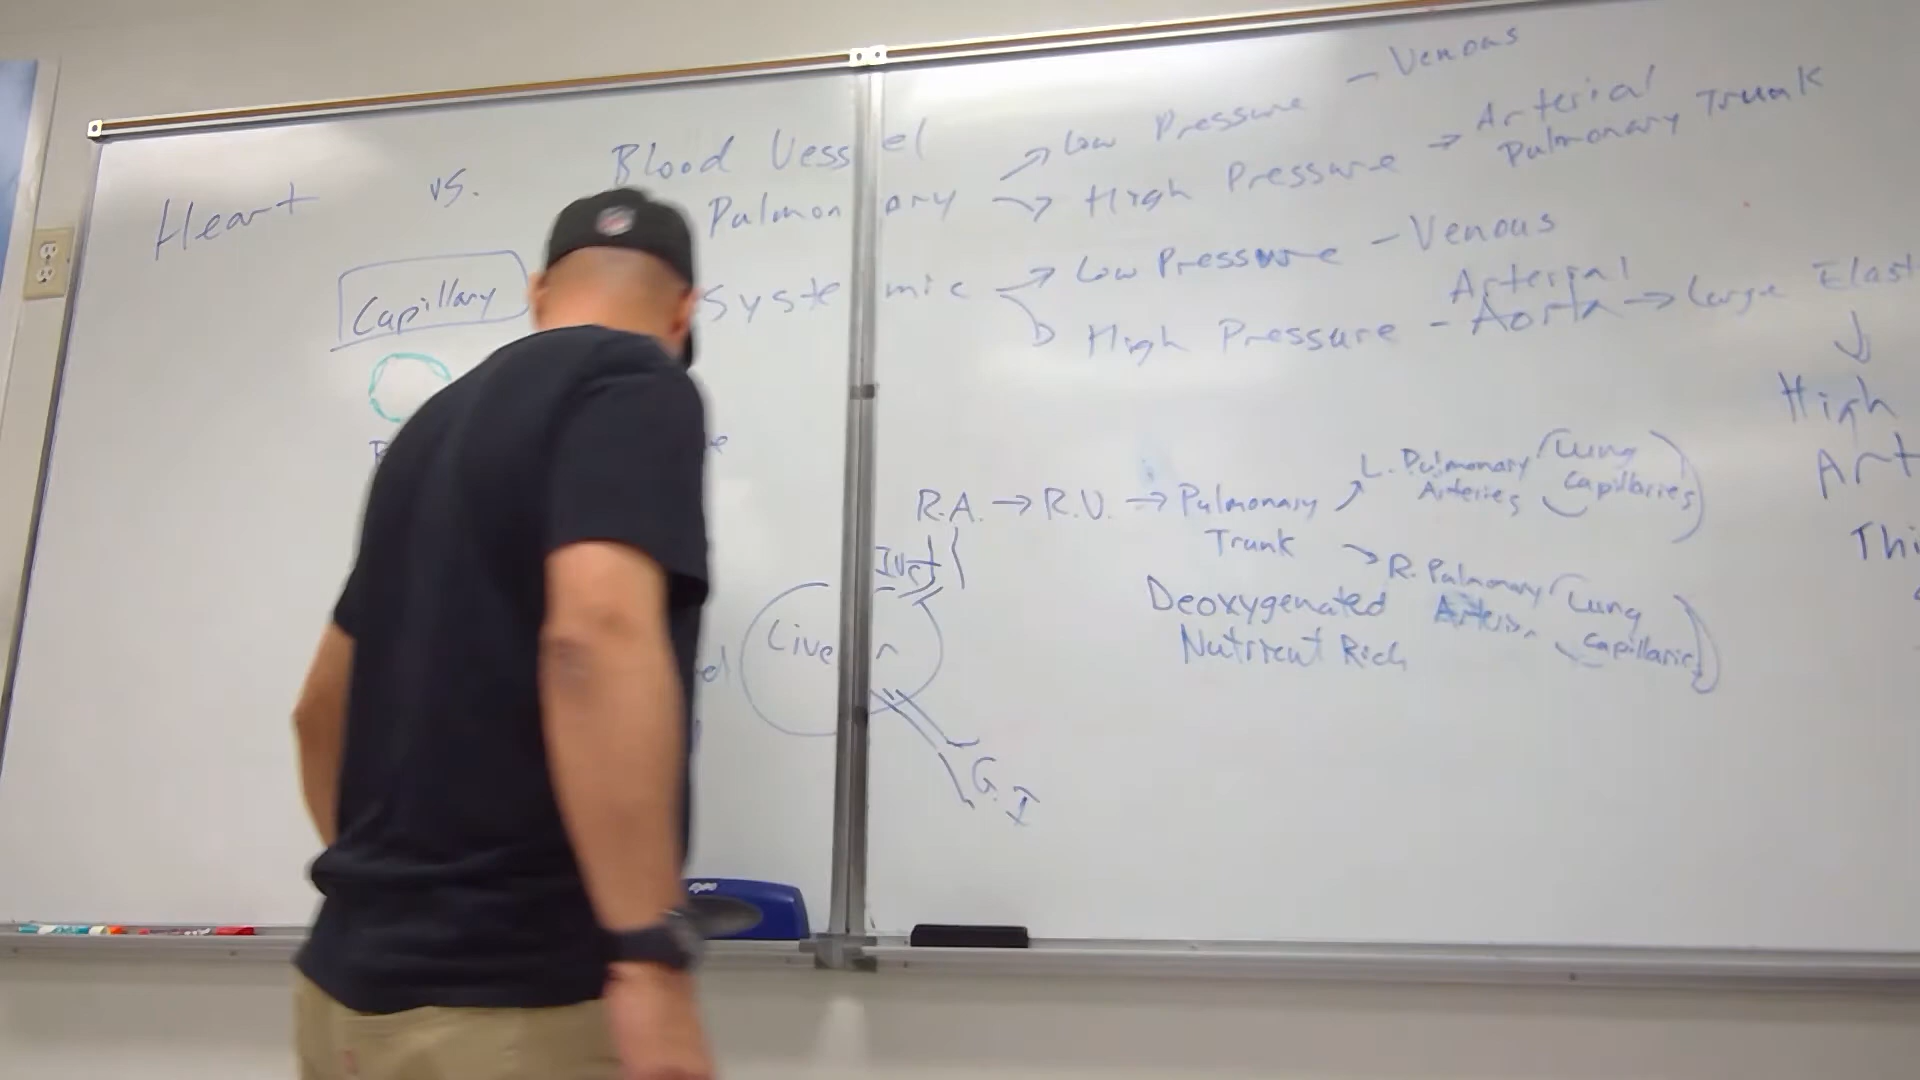 Heart vs. Blood Vessel
Pulmonary
Low Pressure - Venous
High Pressure → Arterial
Pulmonary Trunk
Systemic
Low Pressure - Venous
Arterial
High Pressure - Aorta → Large Elast
High
Art
Thi
Capillary
R.A. → R.V. → Pulmonary
Trunk
L. Pulmonary
Arteries
(Lung
Capillaries)
R. Pulmonary
(Lung
Capillaries)
Deoxygenated
Nutrient Rich
Liver
G.I
expo